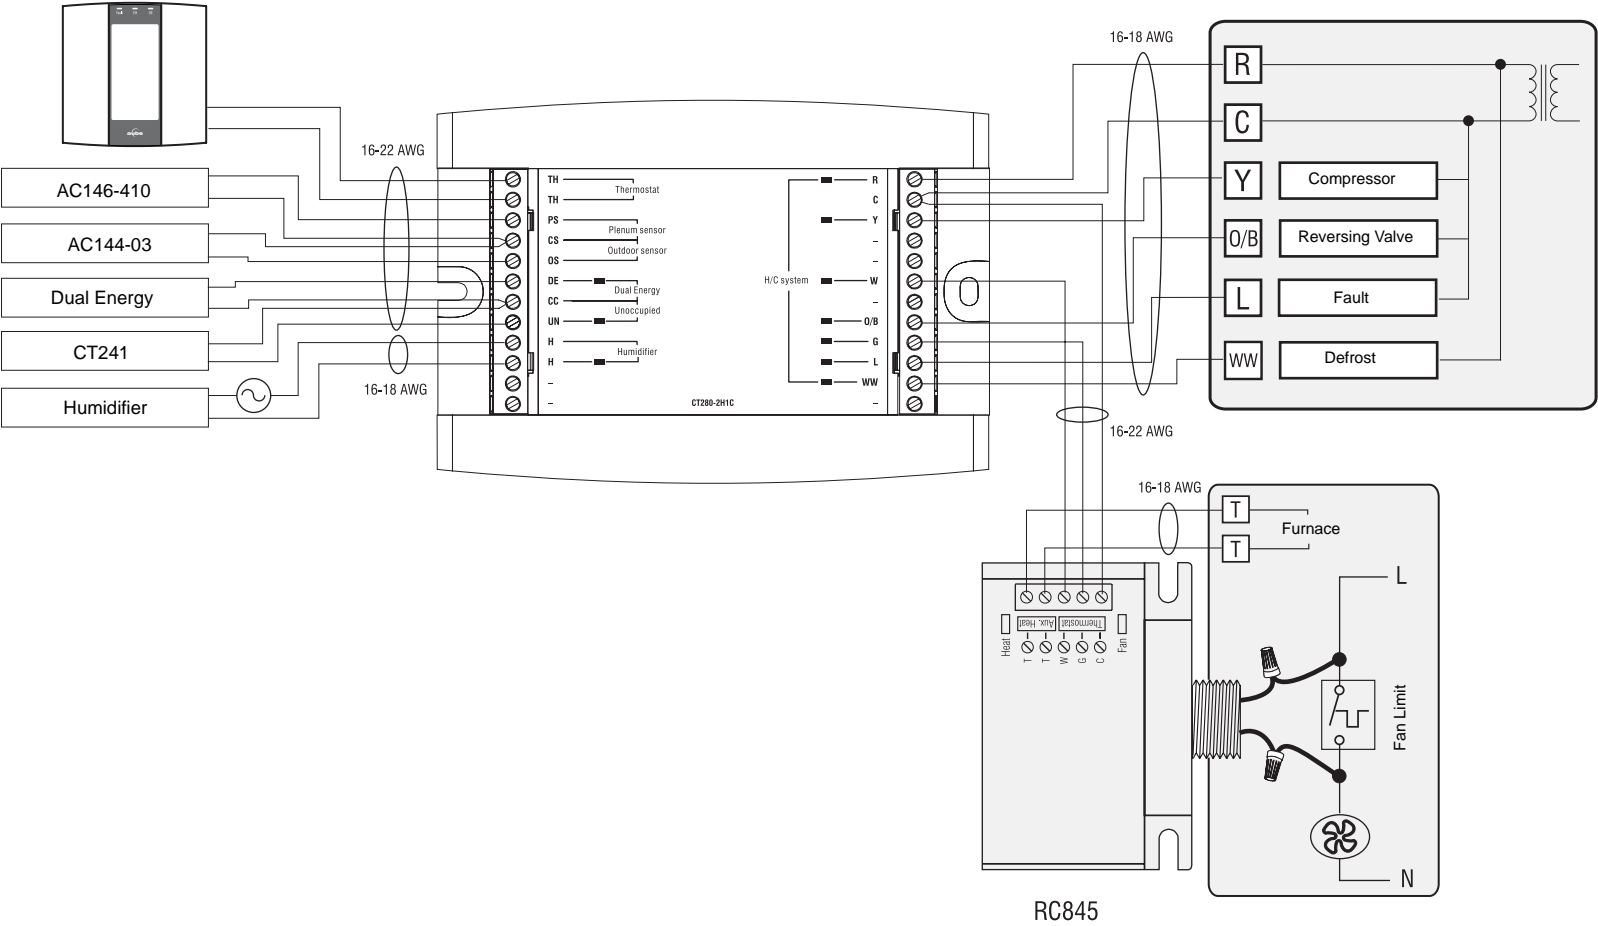 16-18 AWG
R
C
Y
Compressor
O/B
Reversing Valve
L
Fault
WW
Defrost
16-22 AWG
AC146-410
AC144-03
Dual Energy
CT241
Humidifier
16-18 AWG
TH
TH
Thermostat
PS
Plenum sensor
CS
Outdoor sensor
OS
DE
Dual Energy
CC
Unoccupied
UN
H
Humidifier
H
–
–
CT280-2H1C
H/C system
R
C
Y
–
–
W
–
O/B
G
L
WW
–
16-22 AWG
16-18 AWG
T
T
Furnace
L
Fan Limit
N
Heat
Aux. Heat
Thermostat
Fan
T
T
W
G
C
RC845